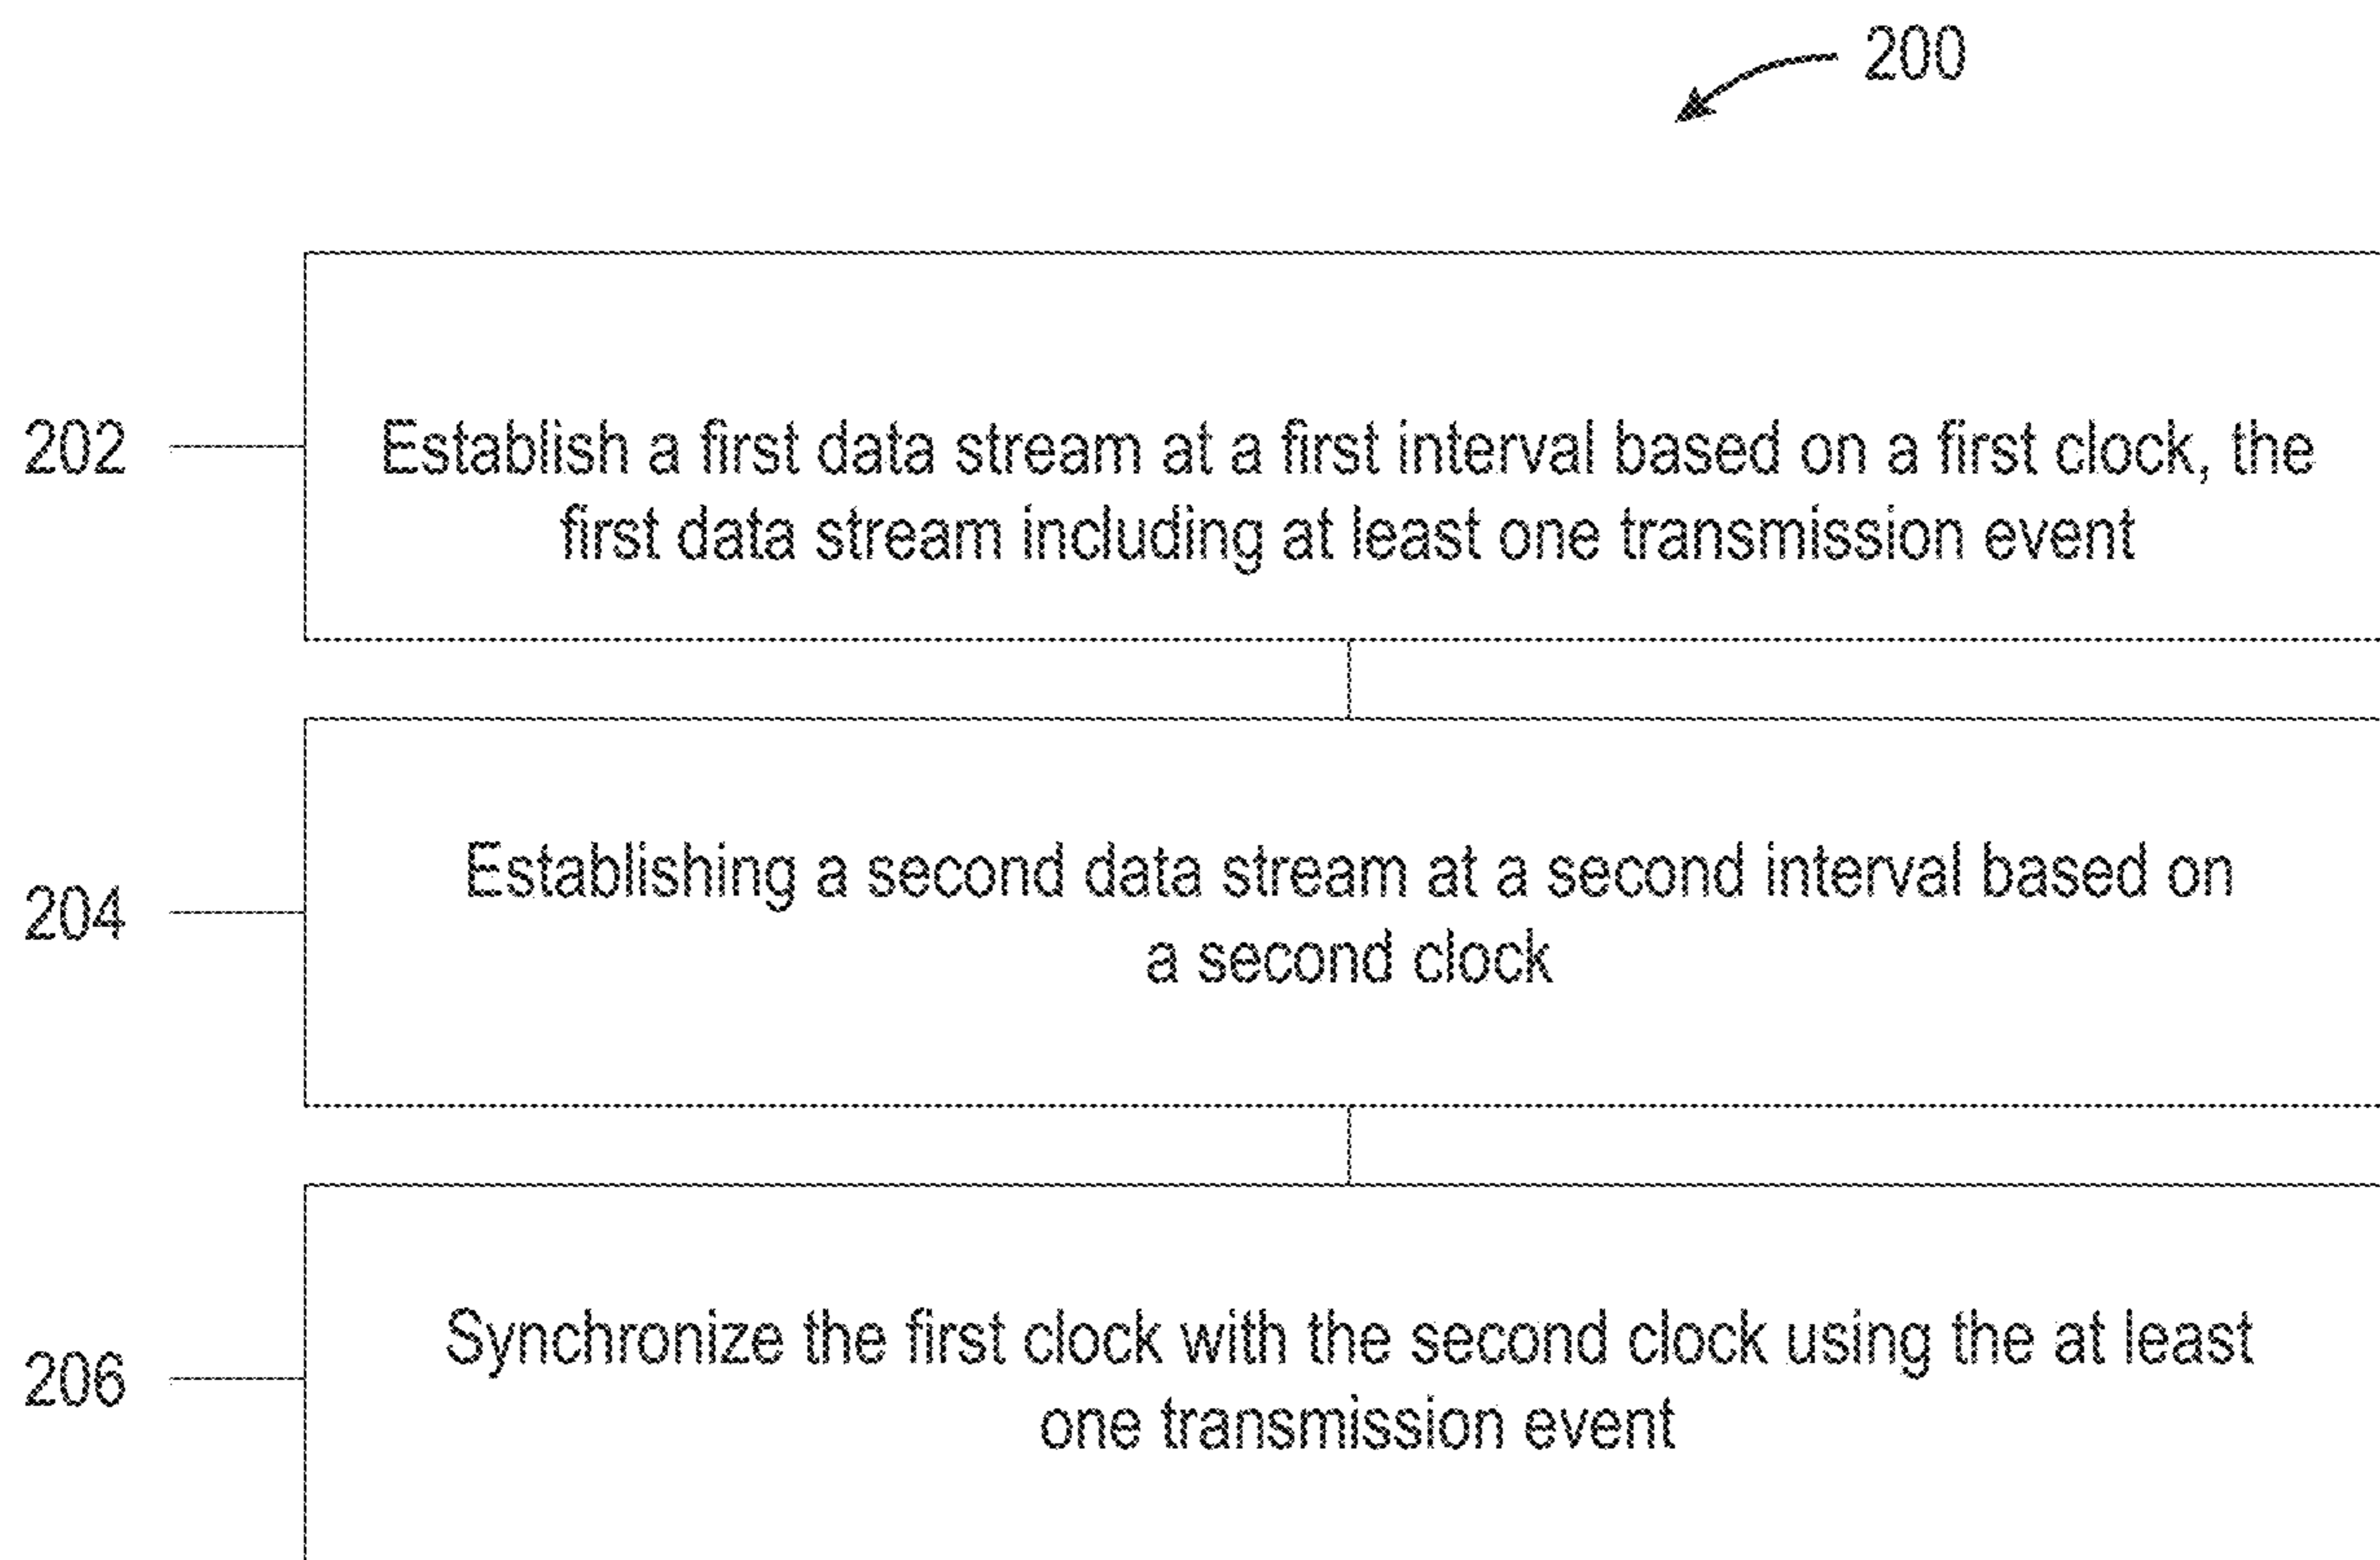 200
202
Establish a first data stream at a first interval based on a first clock, the
first data stream including at least one transmission event
204
Establishing a second data stream at a second interval based on
a second clock
206
Synchronize the first clock with the second clock using the at least
one transmission event